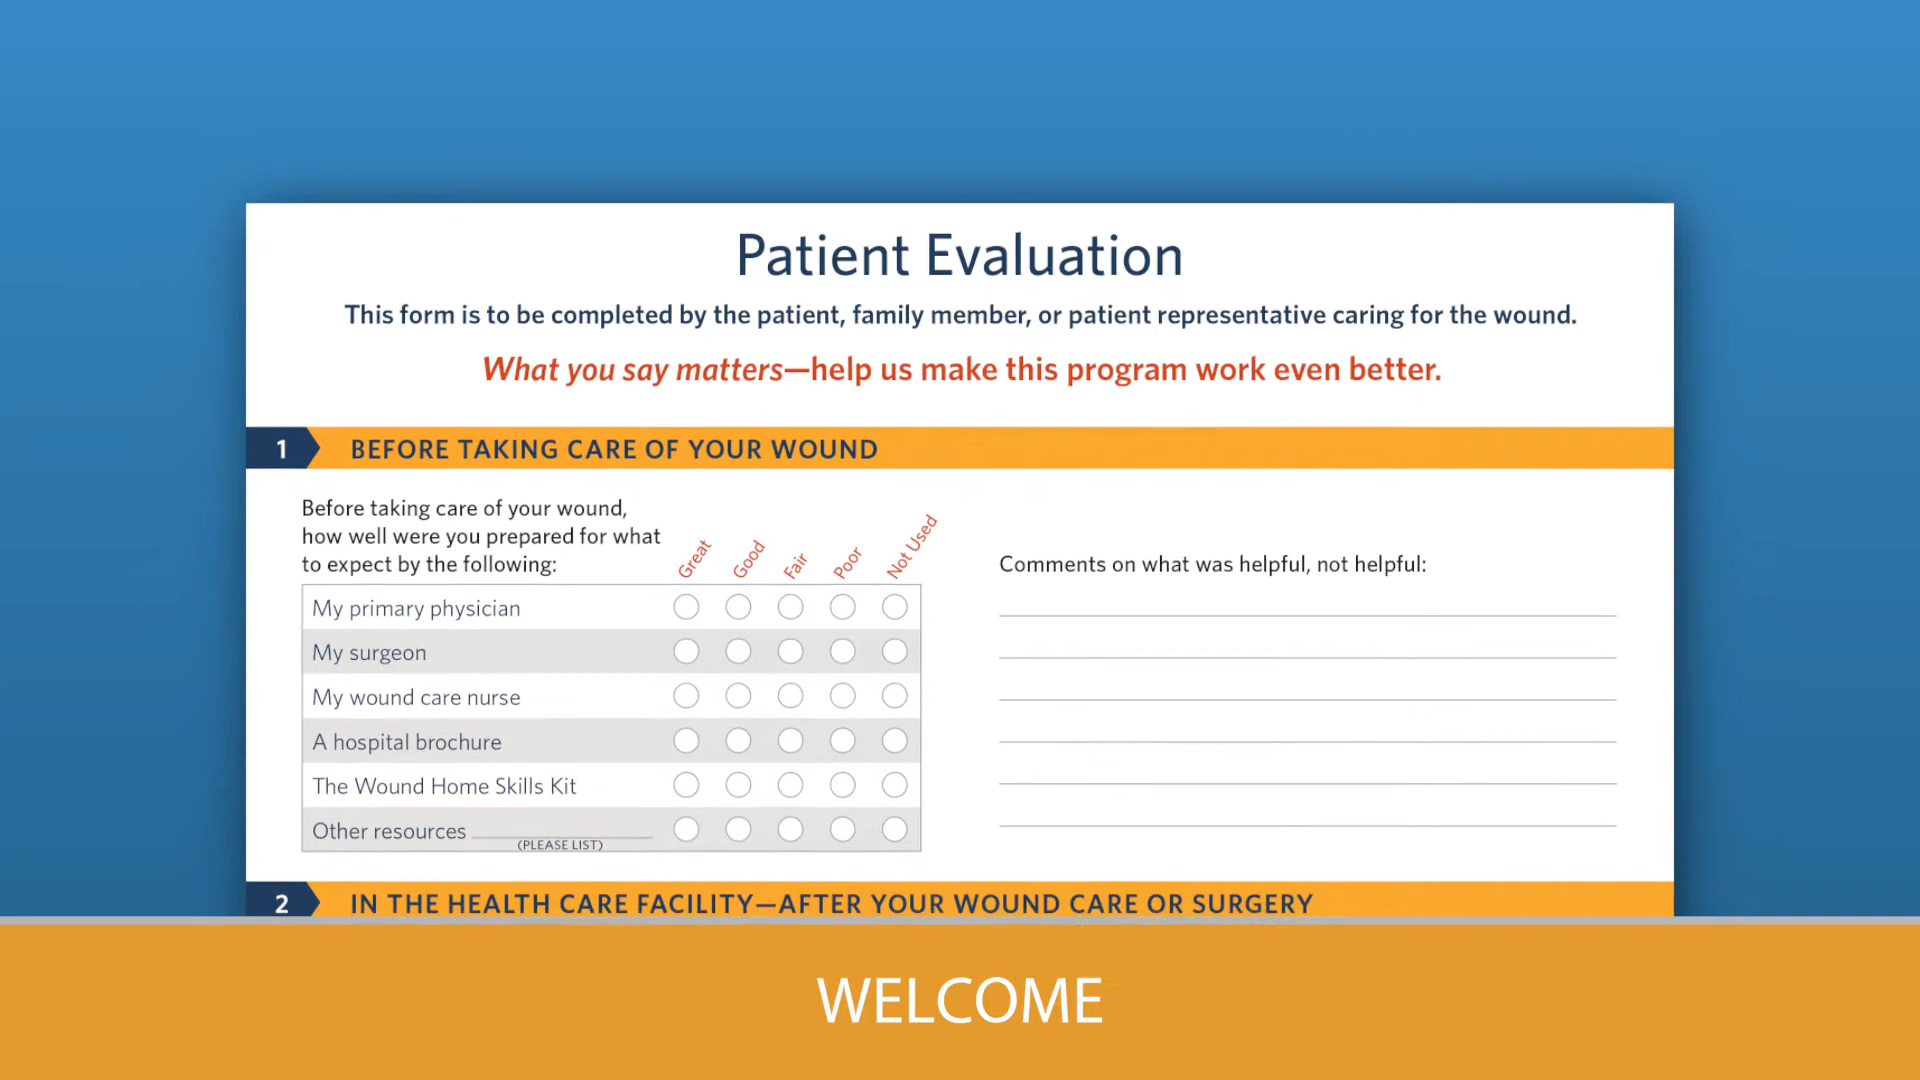 Patient Evaluation
This form is to be completed by the patient, family member, or patient representative caring for the wound.
What you say matters—help us make this program work even better.
1 BEFORE TAKING CARE OF YOUR WOUND
Before taking care of your wound,
how well were you prepared for what
to expect by the following:
Great Good Fair Poor Not Used
Comments on what was helpful, not helpful:
My primary physician
My surgeon
My wound care nurse
A hospital brochure
The Wound Home Skills Kit
Other resources
(PLEASE LIST)
2 IN THE HEALTH CARE FACILITY—AFTER YOUR WOUND CARE OR SURGERY
WELCOME